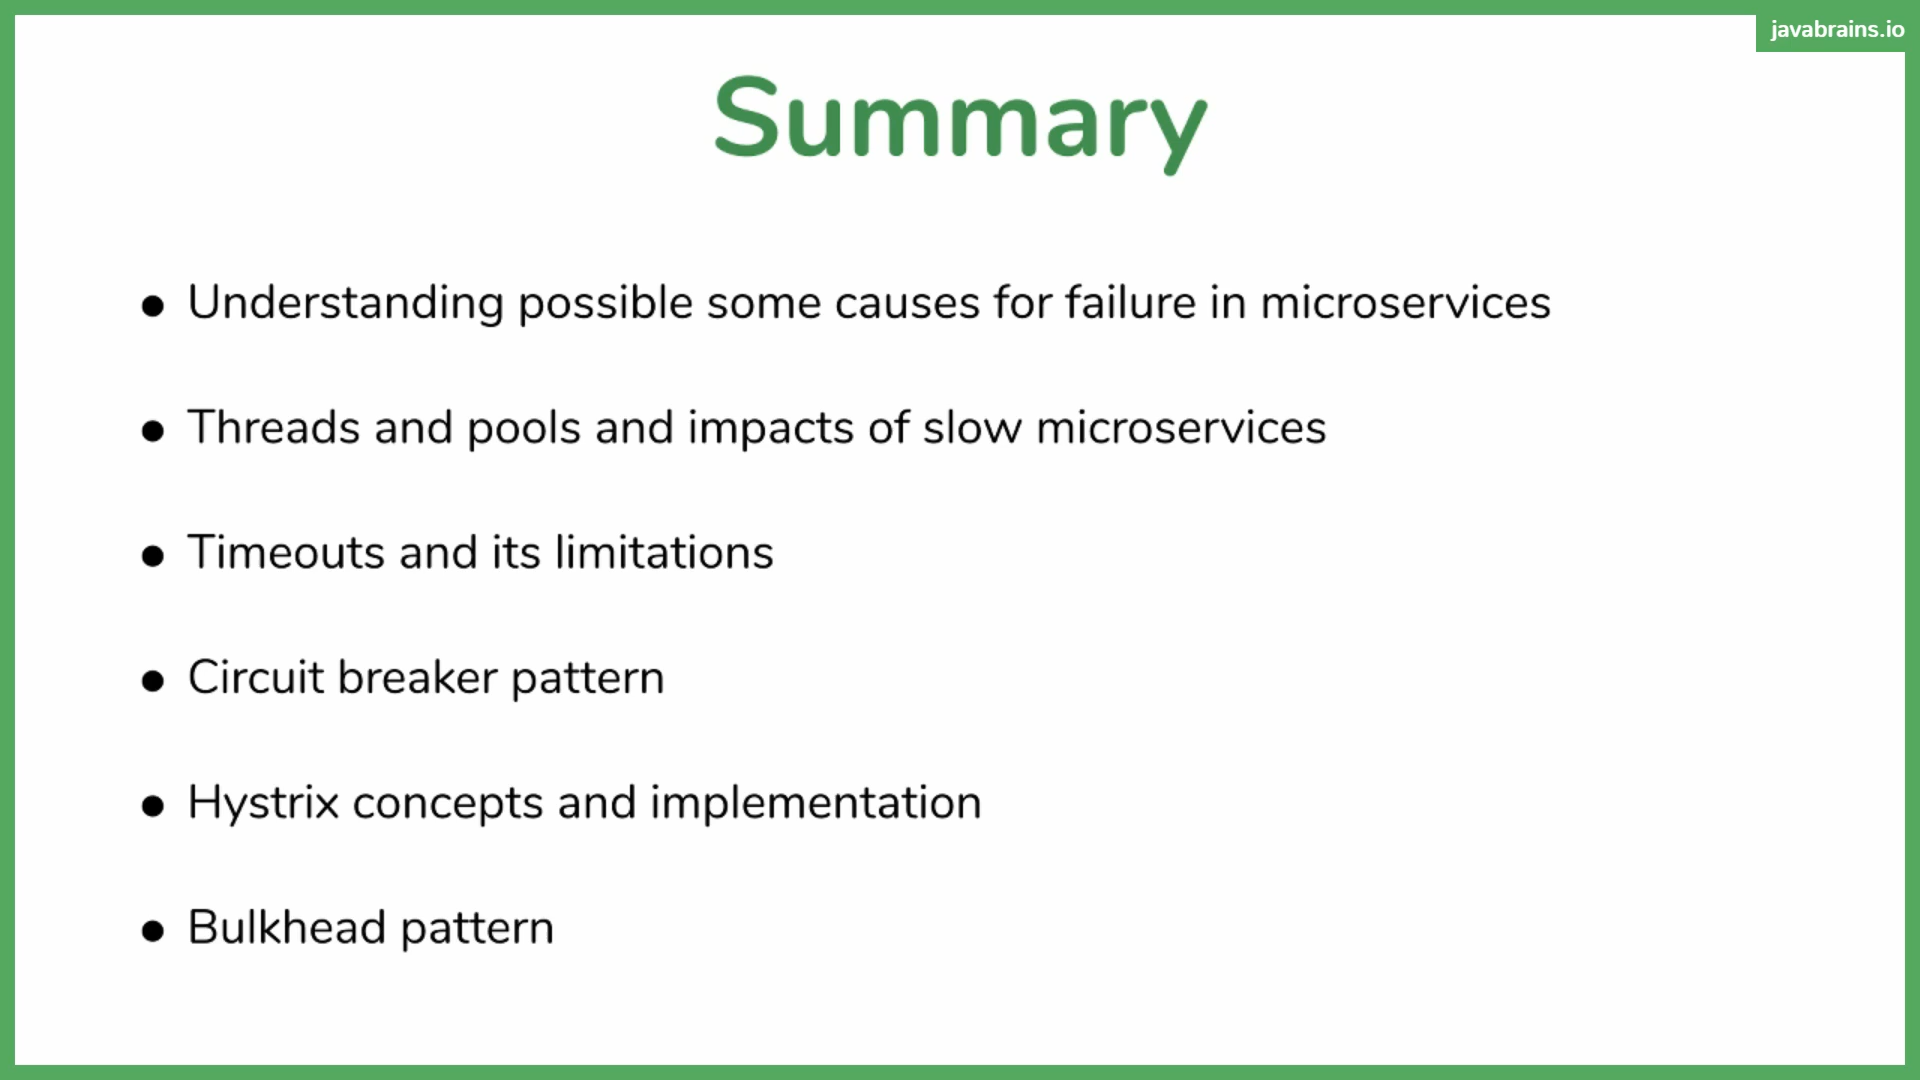 javabrains.io
Summary
● Understanding possible some causes for failure in microservices
● Threads and pools and impacts of slow microservices
● Timeouts and its limitations
● Circuit breaker pattern
● Hystrix concepts and implementation
● Bulkhead pattern